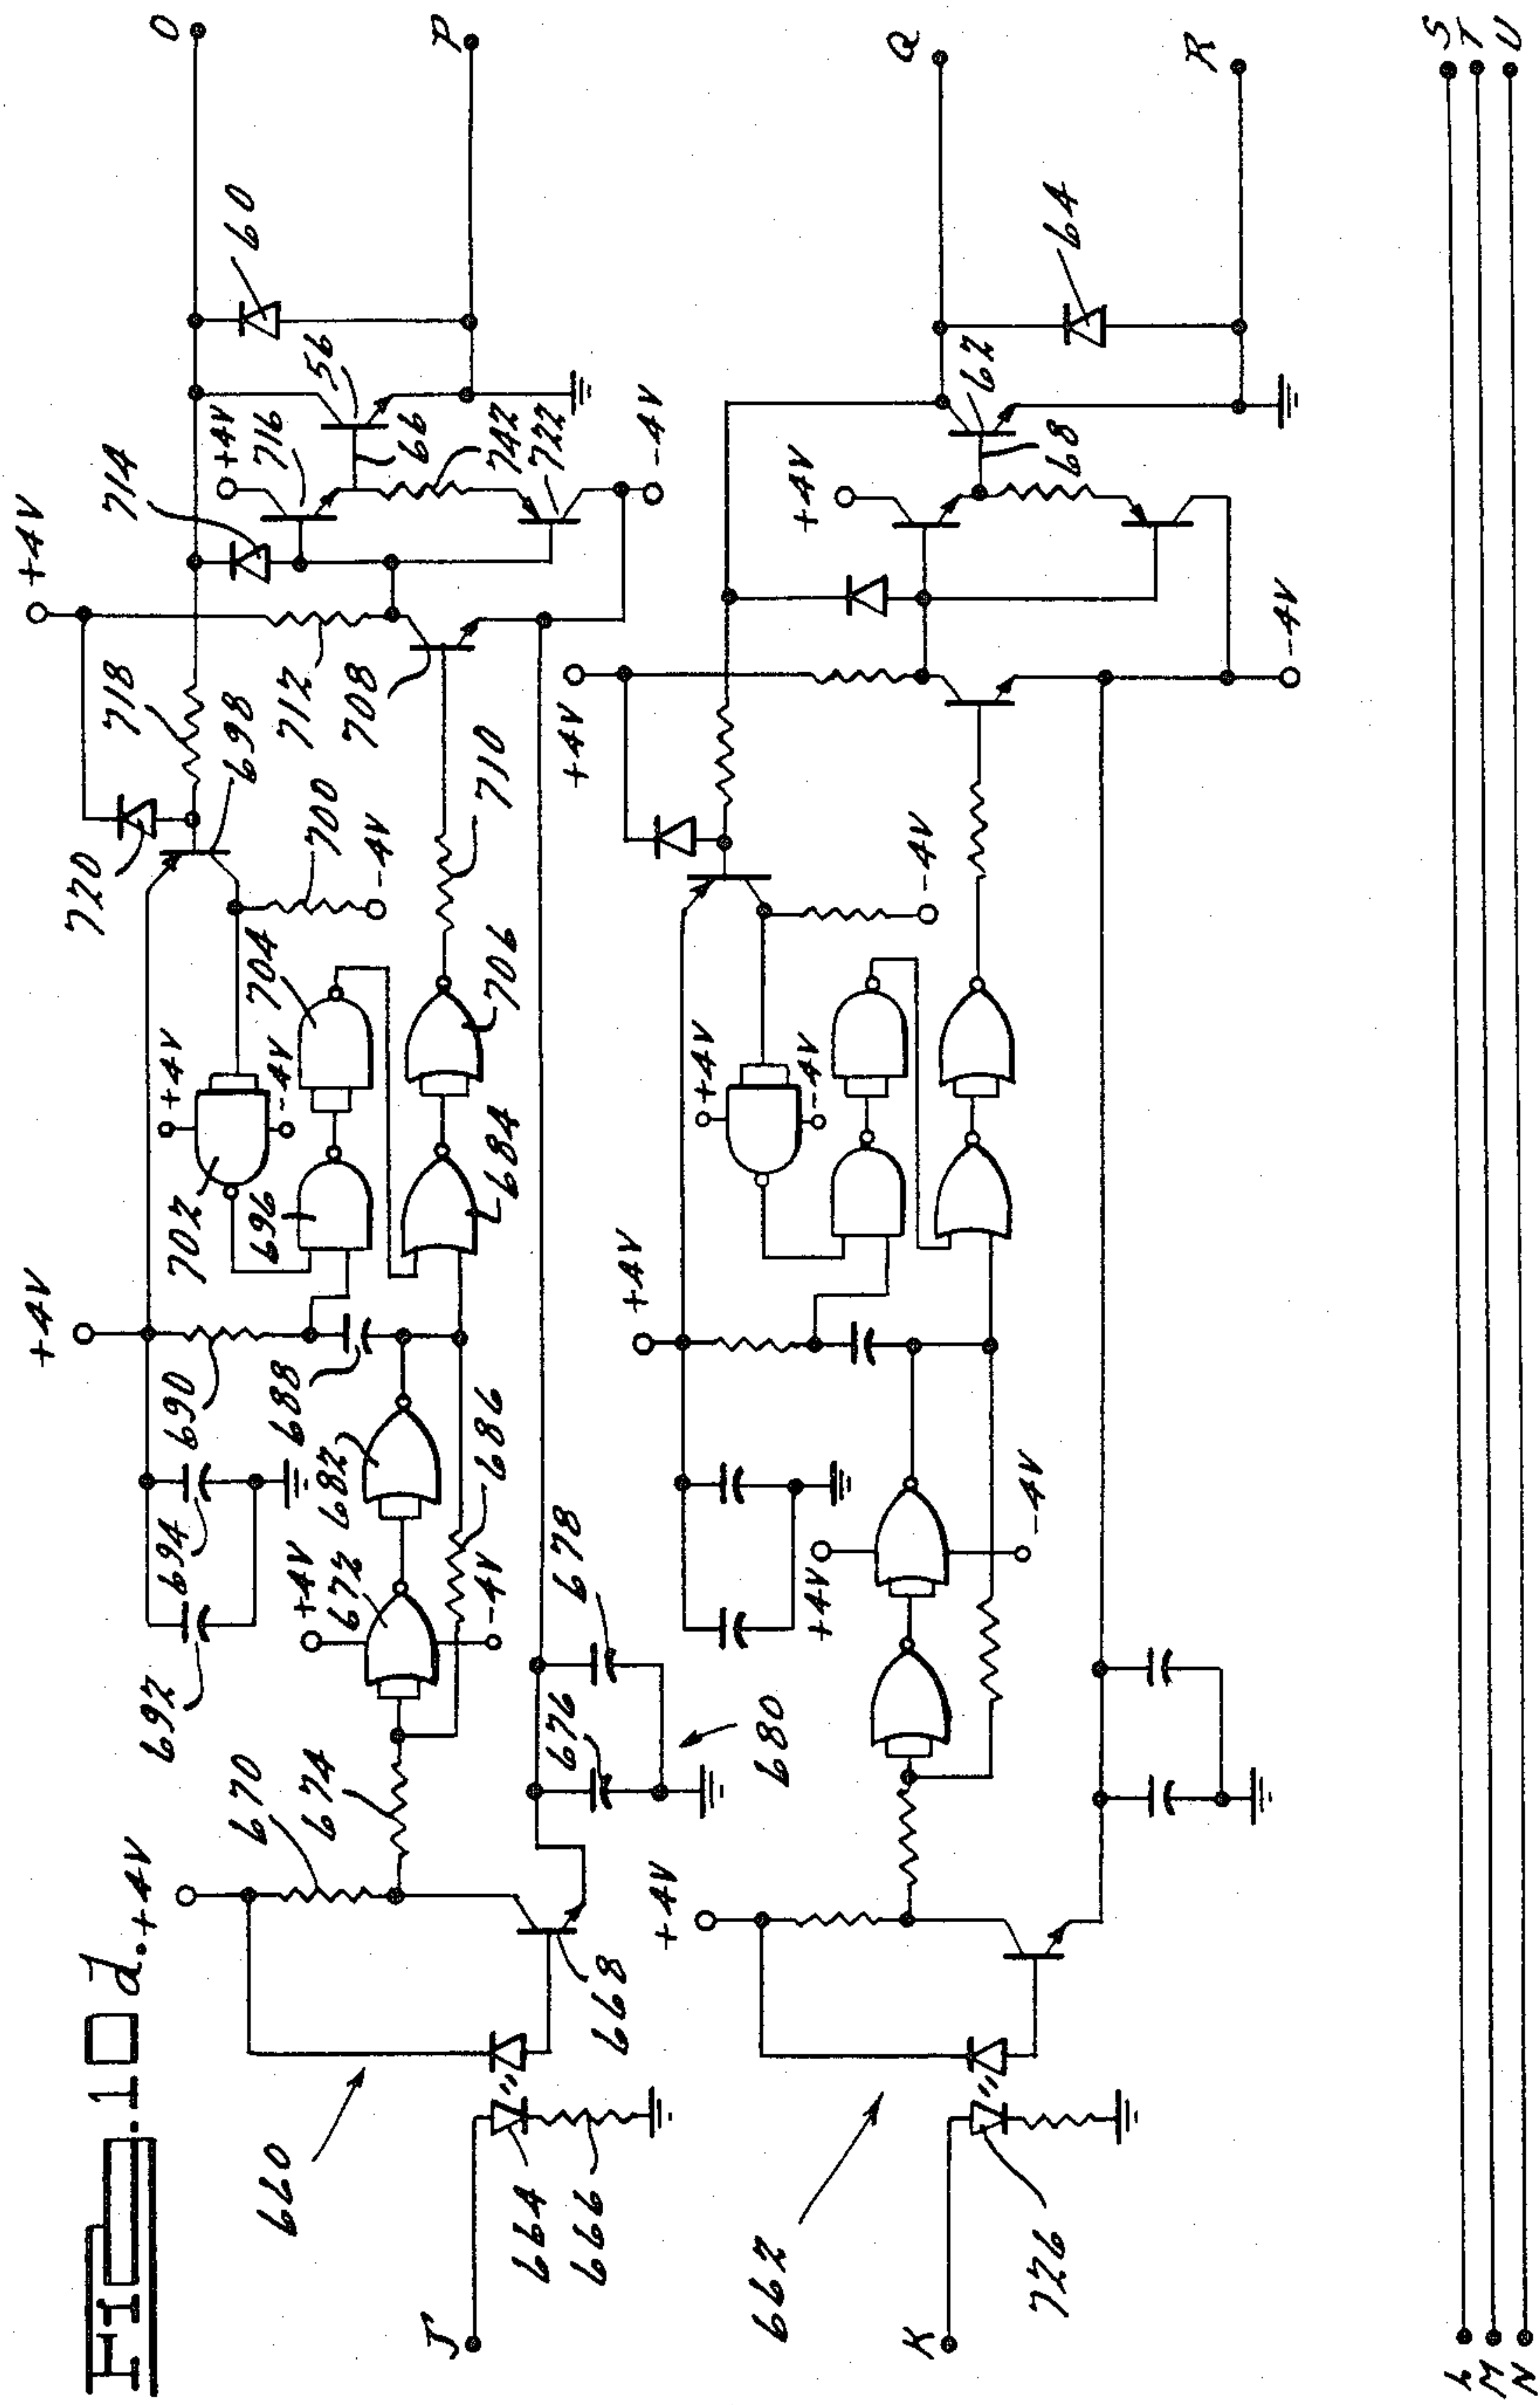 FIG. 10d.
+4V
+4V
+4V
O
720
718
714
+4V
60
692
694
690
702
+4V
698
716
56
670
688
696
-4V
704
700
712
66
P
660
674
+4V
672
682
-4V
708
742
722
-4V
686
-4V
684
706
710
J
664
666
668
676
678
680
+4V
+4V
+4V
Q
662
+4V
+4V
-4V
-4V
+4V
62
68
64
-4V
-4V
K
726
R
L
M
N
S
T
U